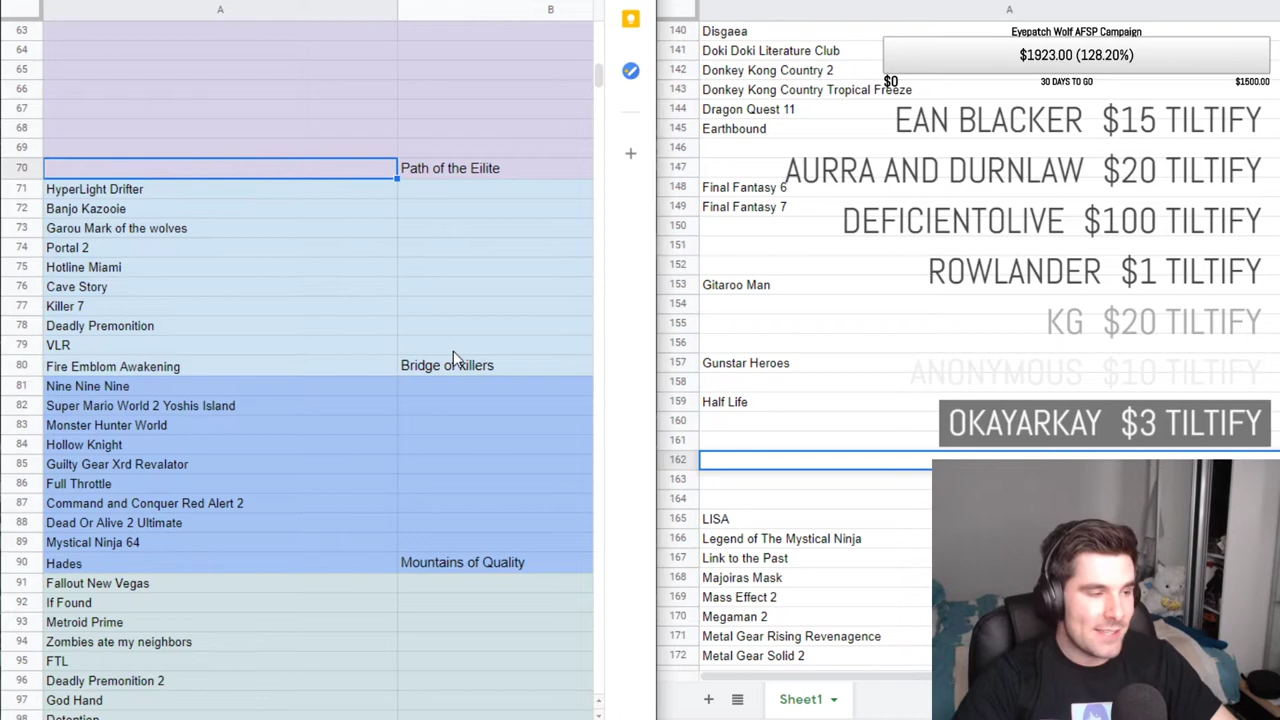 A B
63
64
65
66
67
68
69
70 Path of the Eilite
71 HyperLight Drifter
72 Banjo Kazooie
73 Garou Mark of the wolves
74 Portal 2
75 Hotline Miami
76 Cave Story
77 Killer 7
78 Deadly Premonition
79 VLR
80 Fire Emblom Awakening Bridge of killers
81 Nine Nine Nine
82 Super Mario World 2 Yoshis Island
83 Monster Hunter World
84 Hollow Knight
85 Guilty Gear Xrd Revalator
86 Full Throttle
87 Command and Conquer Red Alert 2
88 Dead Or Alive 2 Ultimate
89 Mystical Ninja 64
90 Hades Mountains of Quality
91 Fallout New Vegas
92 If Found
93 Metroid Prime
94 Zombies ate my neighbors
95 FTL
96 Deadly Premonition 2
97 God Hand
98 Detention
A
140 Disgaea
141 Doki Doki Literature Club
142 Donkey Kong Country 2
143 Donkey Kong Country Tropical Freeze
144 Dragon Quest 11
145 Earthbound
146
147
148 Final Fantasy 6
149 Final Fantasy 7
150
151
152
153 Gitaroo Man
154
155
156
157 Gunstar Heroes
158
159 Half Life
160
161
162
163
164
165 LISA
166 Legend of The Mystical Ninja
167 Link to the Past
168 Majoiras Mask
169 Mass Effect 2
170 Megaman 2
171 Metal Gear Rising Revenagence
172 Metal Gear Solid 2
Sheet1
Eyepatch Wolf AFSP Campaign
$1923.00 (128.20%)
$0 30 DAYS TO GO $1500.00
EAN BLACKER $15 TILTIFY
AURRA AND DURNLAW $20 TILTIFY
DEFICIENTOLIVE $100 TILTIFY
ROWLANDER $1 TILTIFY
KG $20 TILTIFY
ANONYMOUS $10 TILTIFY
OKAYARKAY $3 TILTIFY